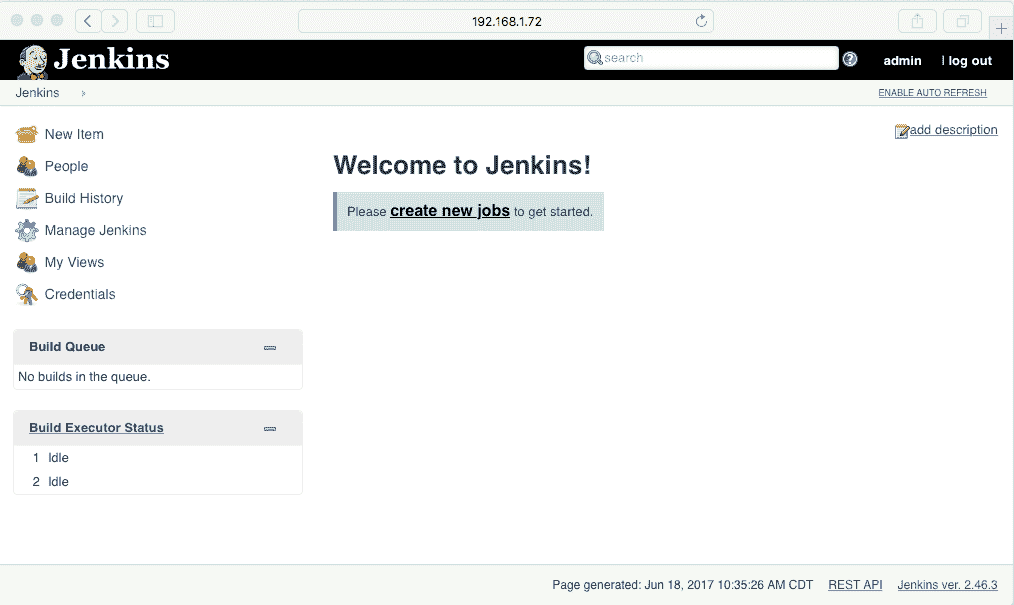 192.168.1.72
Jenkins
search
admin
| log out
Jenkins
ENABLE AUTO REFRESH
New Item
People
Build History
Manage Jenkins
My Views
Credentials
add description
Welcome to Jenkins!
Please create new jobs to get started.
Build Queue
No builds in the queue.
Build Executor Status
1 Idle
2 Idle
Page generated: Jun 18, 2017 10:35:26 AM CDT REST API Jenkins ver. 2.46.3